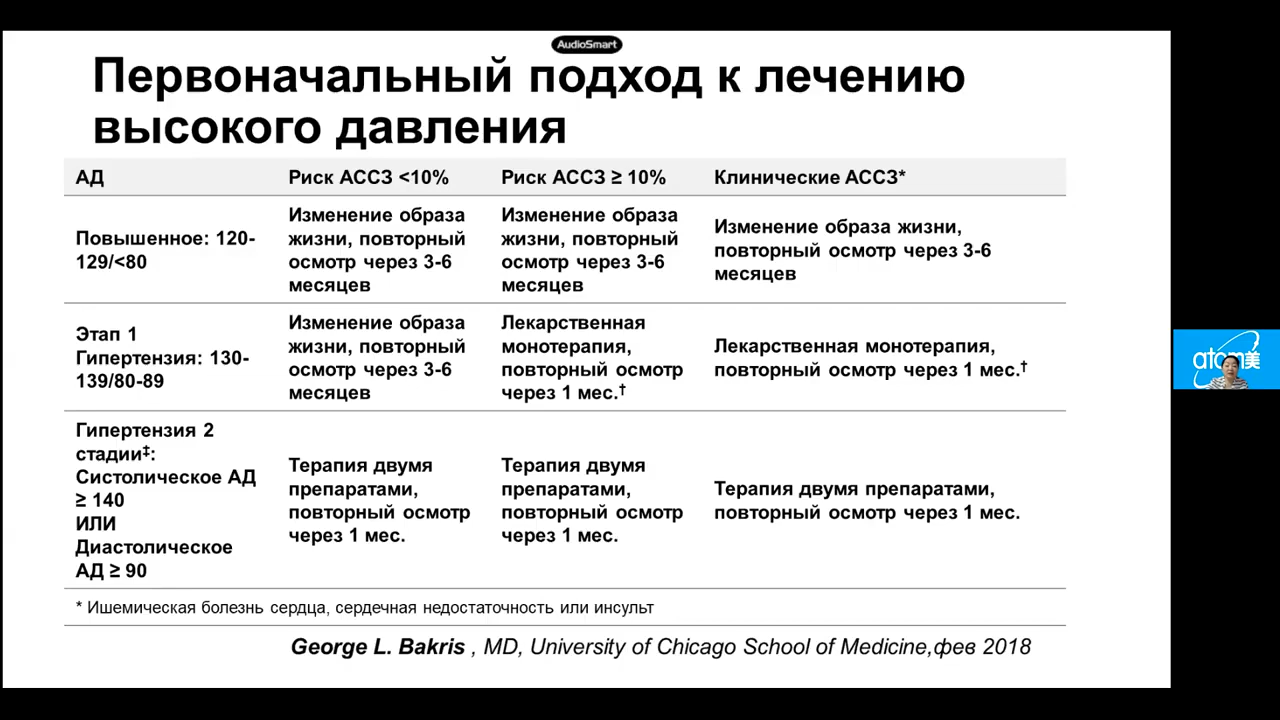 AudioSmart
Первоначальный подход к лечению
высокого давления
АД
Риск АССЗ <10%
Риск АССЗ ≥ 10%
Клинические АССЗ*
Повышенное: 120-
129/<80
Изменение образа
жизни, повторный
осмотр через 3-6
месяцев
Изменение образа
жизни, повторный
осмотр через 3-6
месяцев
Изменение образа жизни,
повторный осмотр через 3-6
месяцев
Этап 1
Гипертензия: 130-
139/80-89
Изменение образа
жизни, повторный
осмотр через 3-6
месяцев
Лекарственная
монотерапия,
повторный осмотр
через 1 мес.†
Лекарственная монотерапия,
повторный осмотр через 1 мес.†
Гипертензия 2
стадии‡:
Систолическое АД
≥ 140
ИЛИ
Диастолическое
АД ≥ 90
Терапия двумя
препаратами,
повторный осмотр
через 1 мес.
Терапия двумя
препаратами,
повторный осмотр
через 1 мес.
Терапия двумя препаратами,
повторный осмотр через 1 мес.
* Ишемическая болезнь сердца, сердечная недостаточность или инсульт
George L. Bakris , MD, University of Chicago School of Medicine,фев 2018
atom美